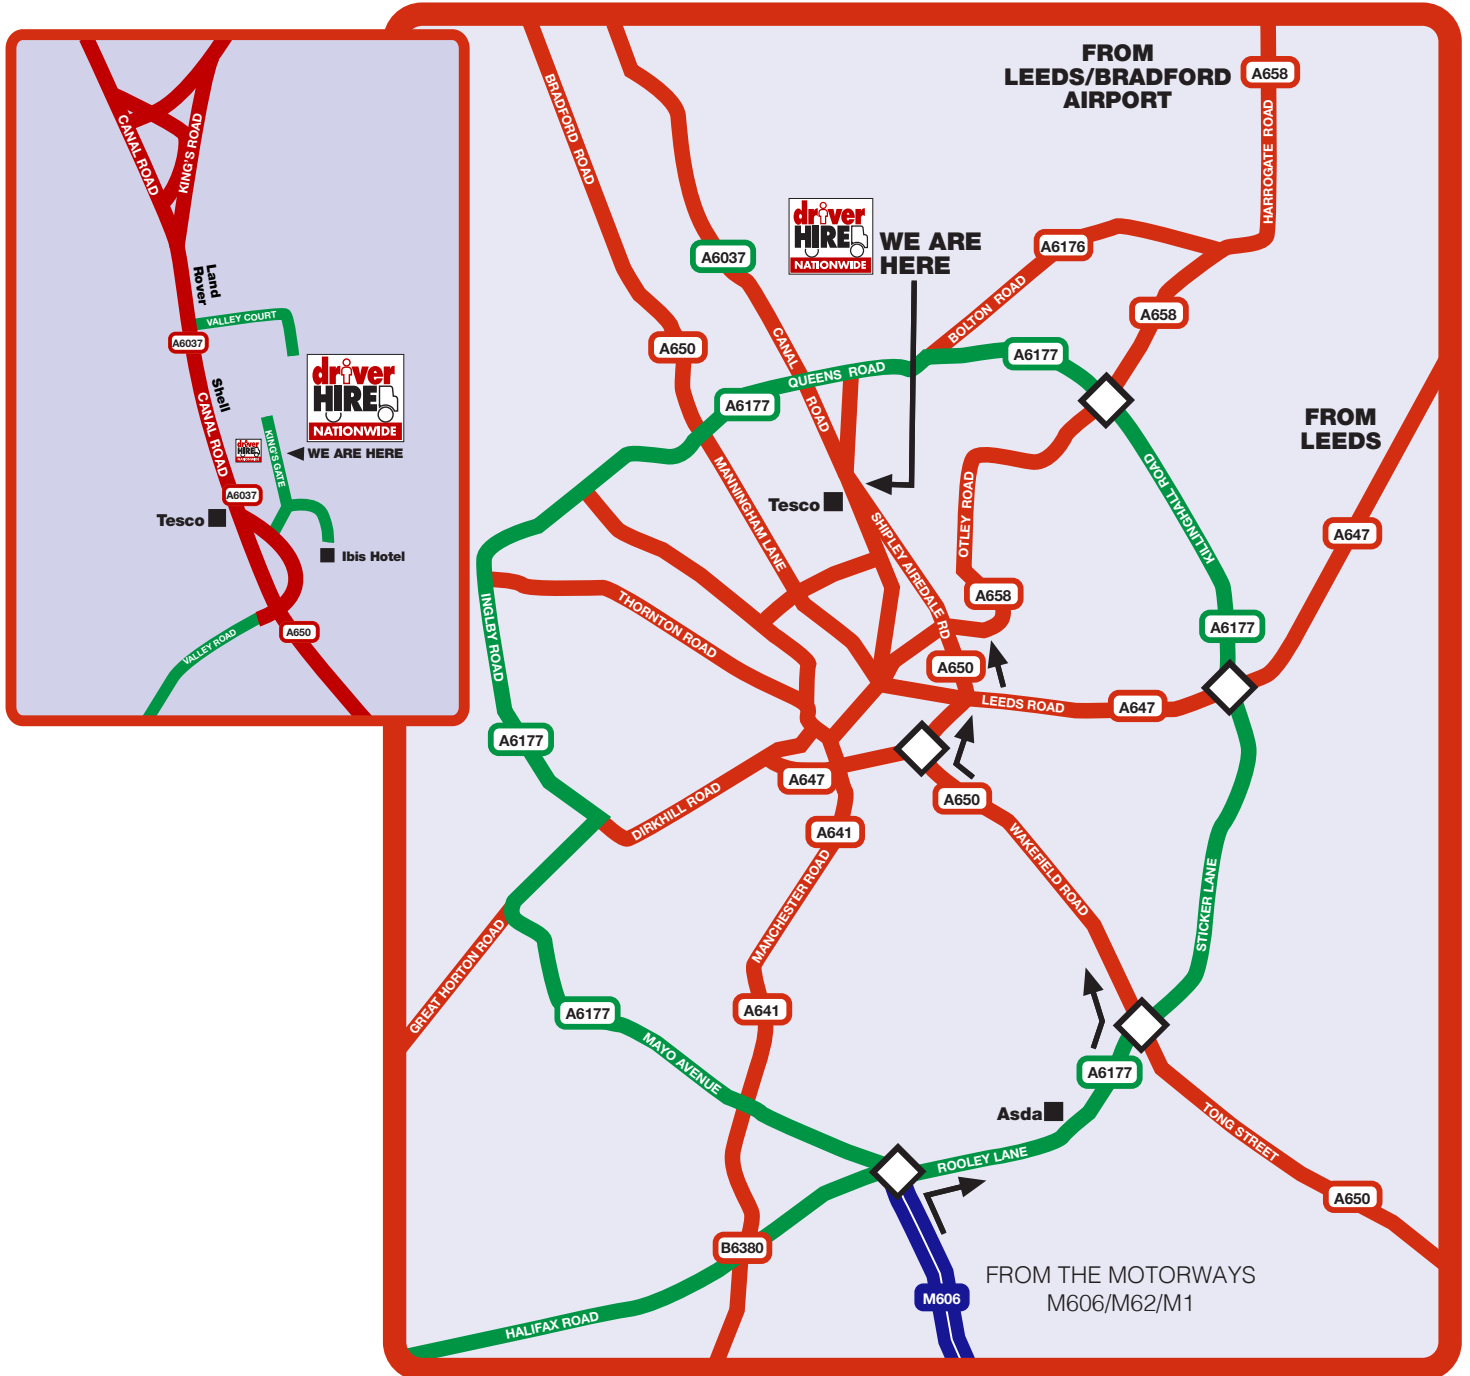 CANAL ROAD
KING'S ROAD
Land
Rover
VALLEY COURT
A6037
Shell
CANAL ROAD
driver
HIRE
NATIONWIDE
KING'S GATE
driver
HIRE
WE ARE HERE
A6037
Tesco
Ibis Hotel
A650
VALLEY ROAD
FROM
LEEDS/BRADFORD
AIRPORT
A658
HARROGATE ROAD
BRADFORD ROAD
driver
HIRE
NATIONWIDE
WE ARE
HERE
A6037
A6176
BOLTON ROAD
A658
A650
CANAL
ROAD
QUEENS ROAD
A6177
A6177
FROM
LEEDS
MANNINGHAM LANE
Tesco
SHIPLEY AIREDALE RD
OTLEY ROAD
KILLINGHALL ROAD
A647
A658
A6177
INGLBY ROAD
THORNTON ROAD
A650
LEEDS ROAD
A647
A6177
A647
A650
DIRKHILL ROAD
A641
WAKEFIELD ROAD
MANCHESTER ROAD
STICKER LANE
GREAT HORTON ROAD
A6177
A641
MAYO AVENUE
A6177
Asda
TONG STREET
ROOLEY LANE
A650
B6380
FROM THE MOTORWAYS
M606/M62/M1
M606
HALIFAX ROAD